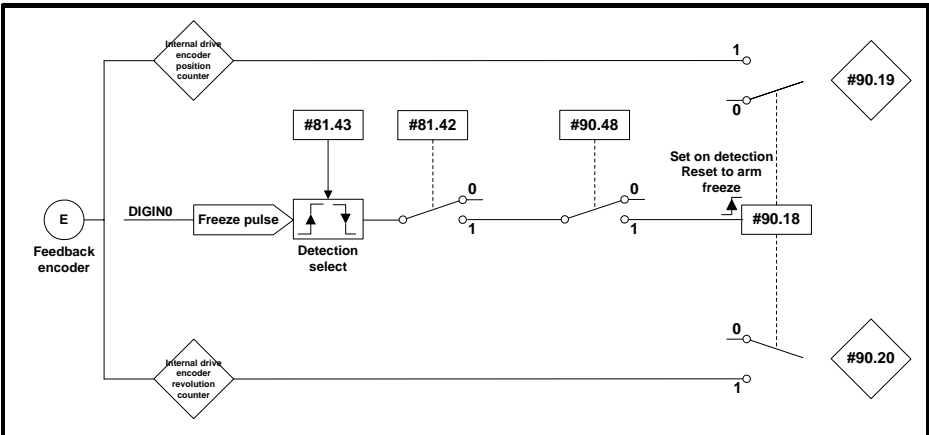 Internal drive
encoder
position
counter
1
0
#90.19
#81.43
#81.42
#90.48
Set on detection
Reset to arm
freeze
E
DIGIN0
Freeze pulse
0
1
0
1
#90.18
Feedback
encoder
Detection
select
Internal drive
encoder
revolution
counter
0
1
#90.20